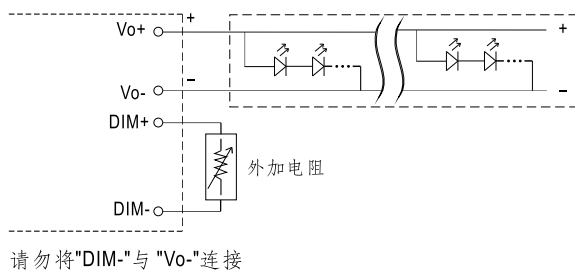 Vo+
+
+
−
Vo-
−
DIM+
外加电阻
DIM-
请勿将"DIM-"与 "Vo-"连接